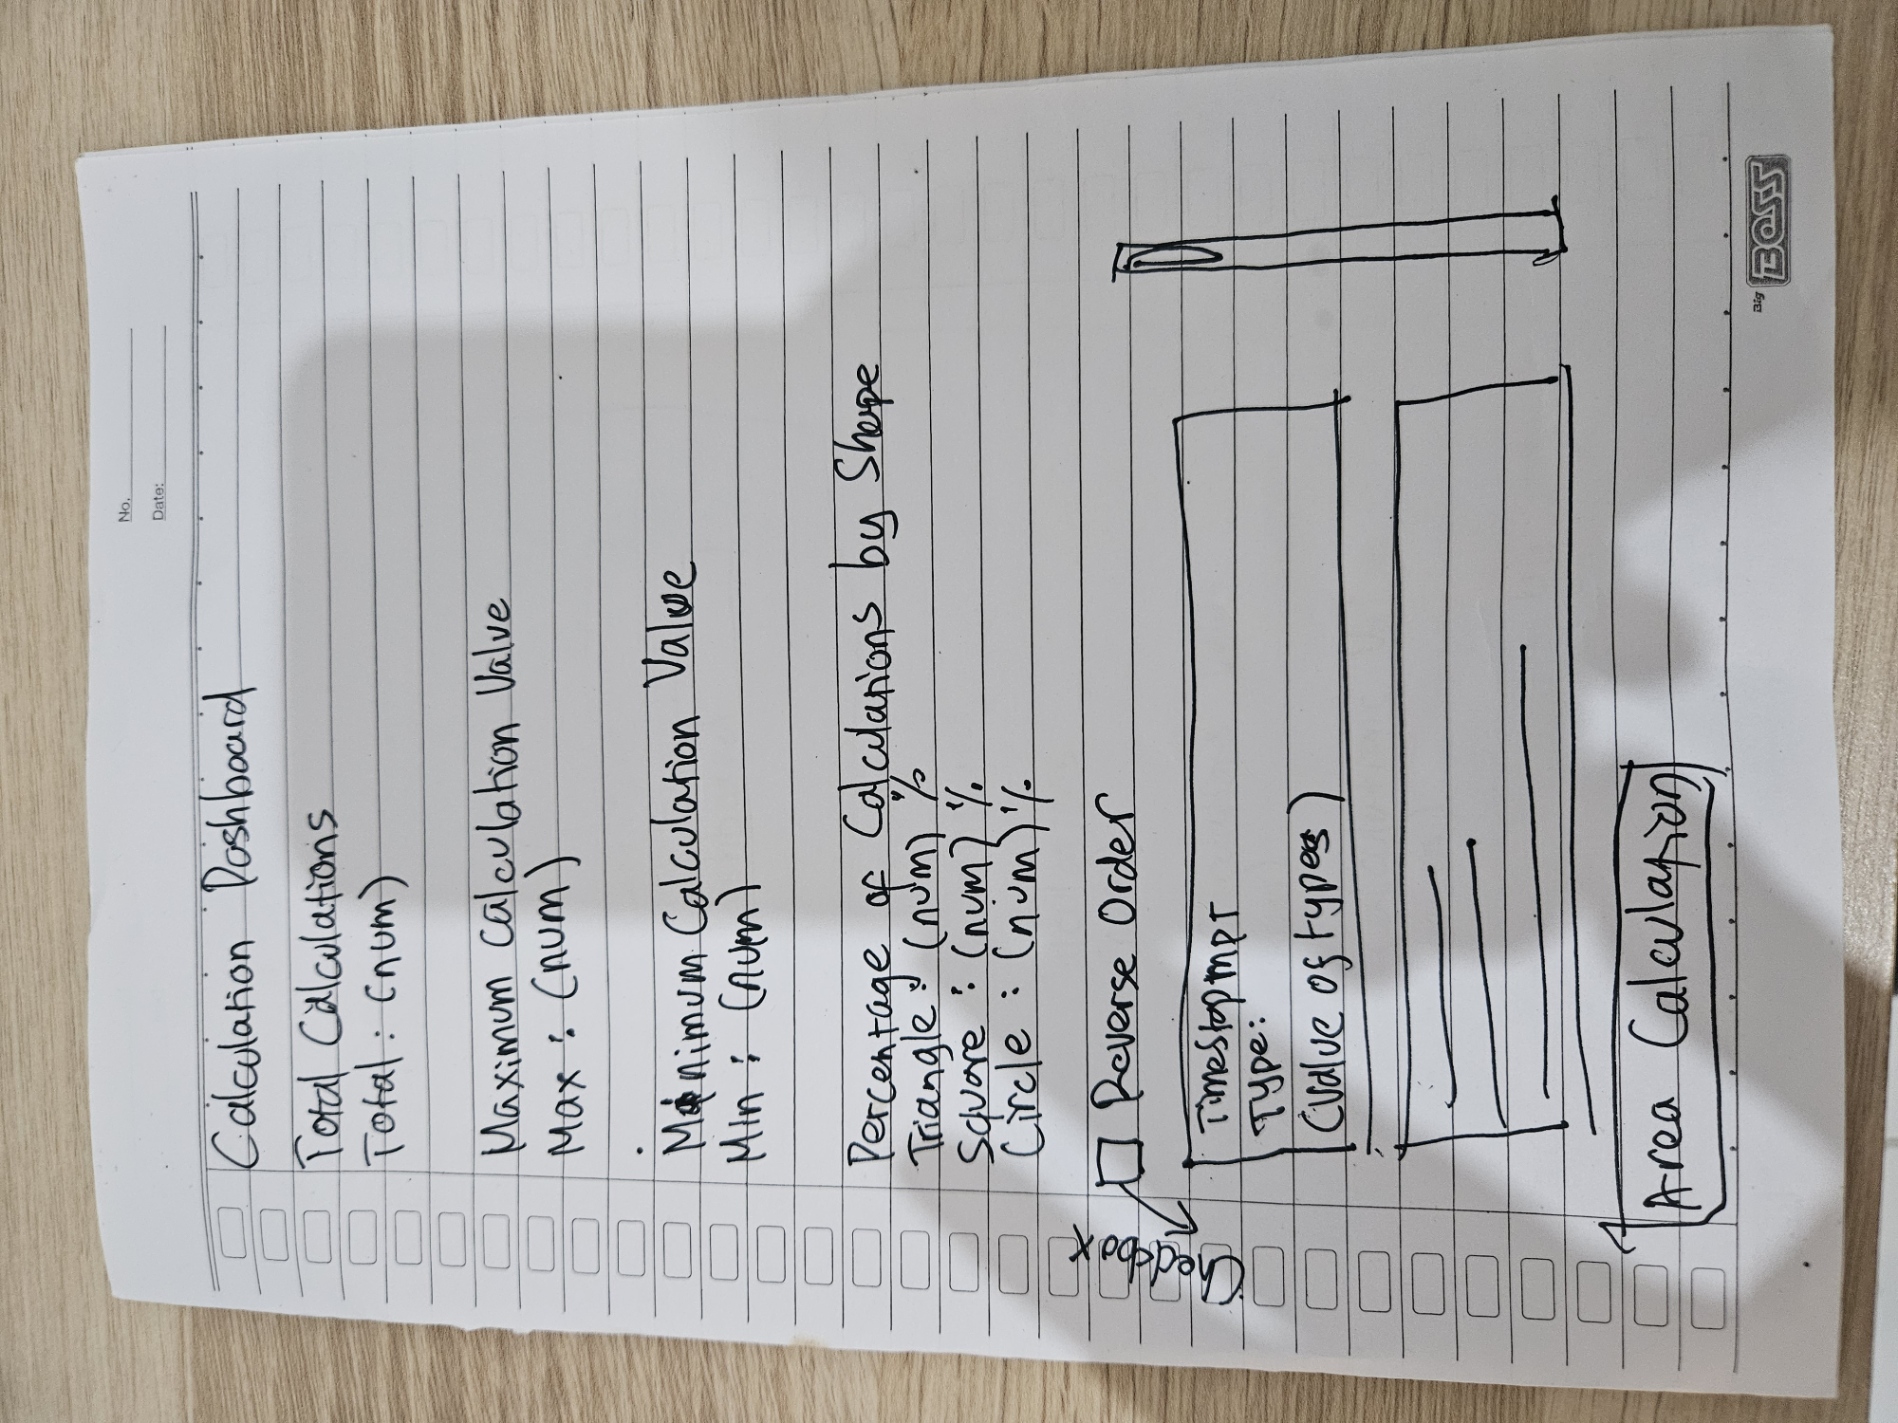 No.
Date:
Calculation Dashboard
Total Calculations
Total : (num)
Maximum Calculation Value
Max : (num)
Minimum Calculation Value
Min : (num)
Percentage of Calculations by Shape
Triangle : (num) %
Square : (num) %
Circle : (num) %
Checkbox
Reverse Order
Type:
(Value of types)
Area Calculation
Big BOSS